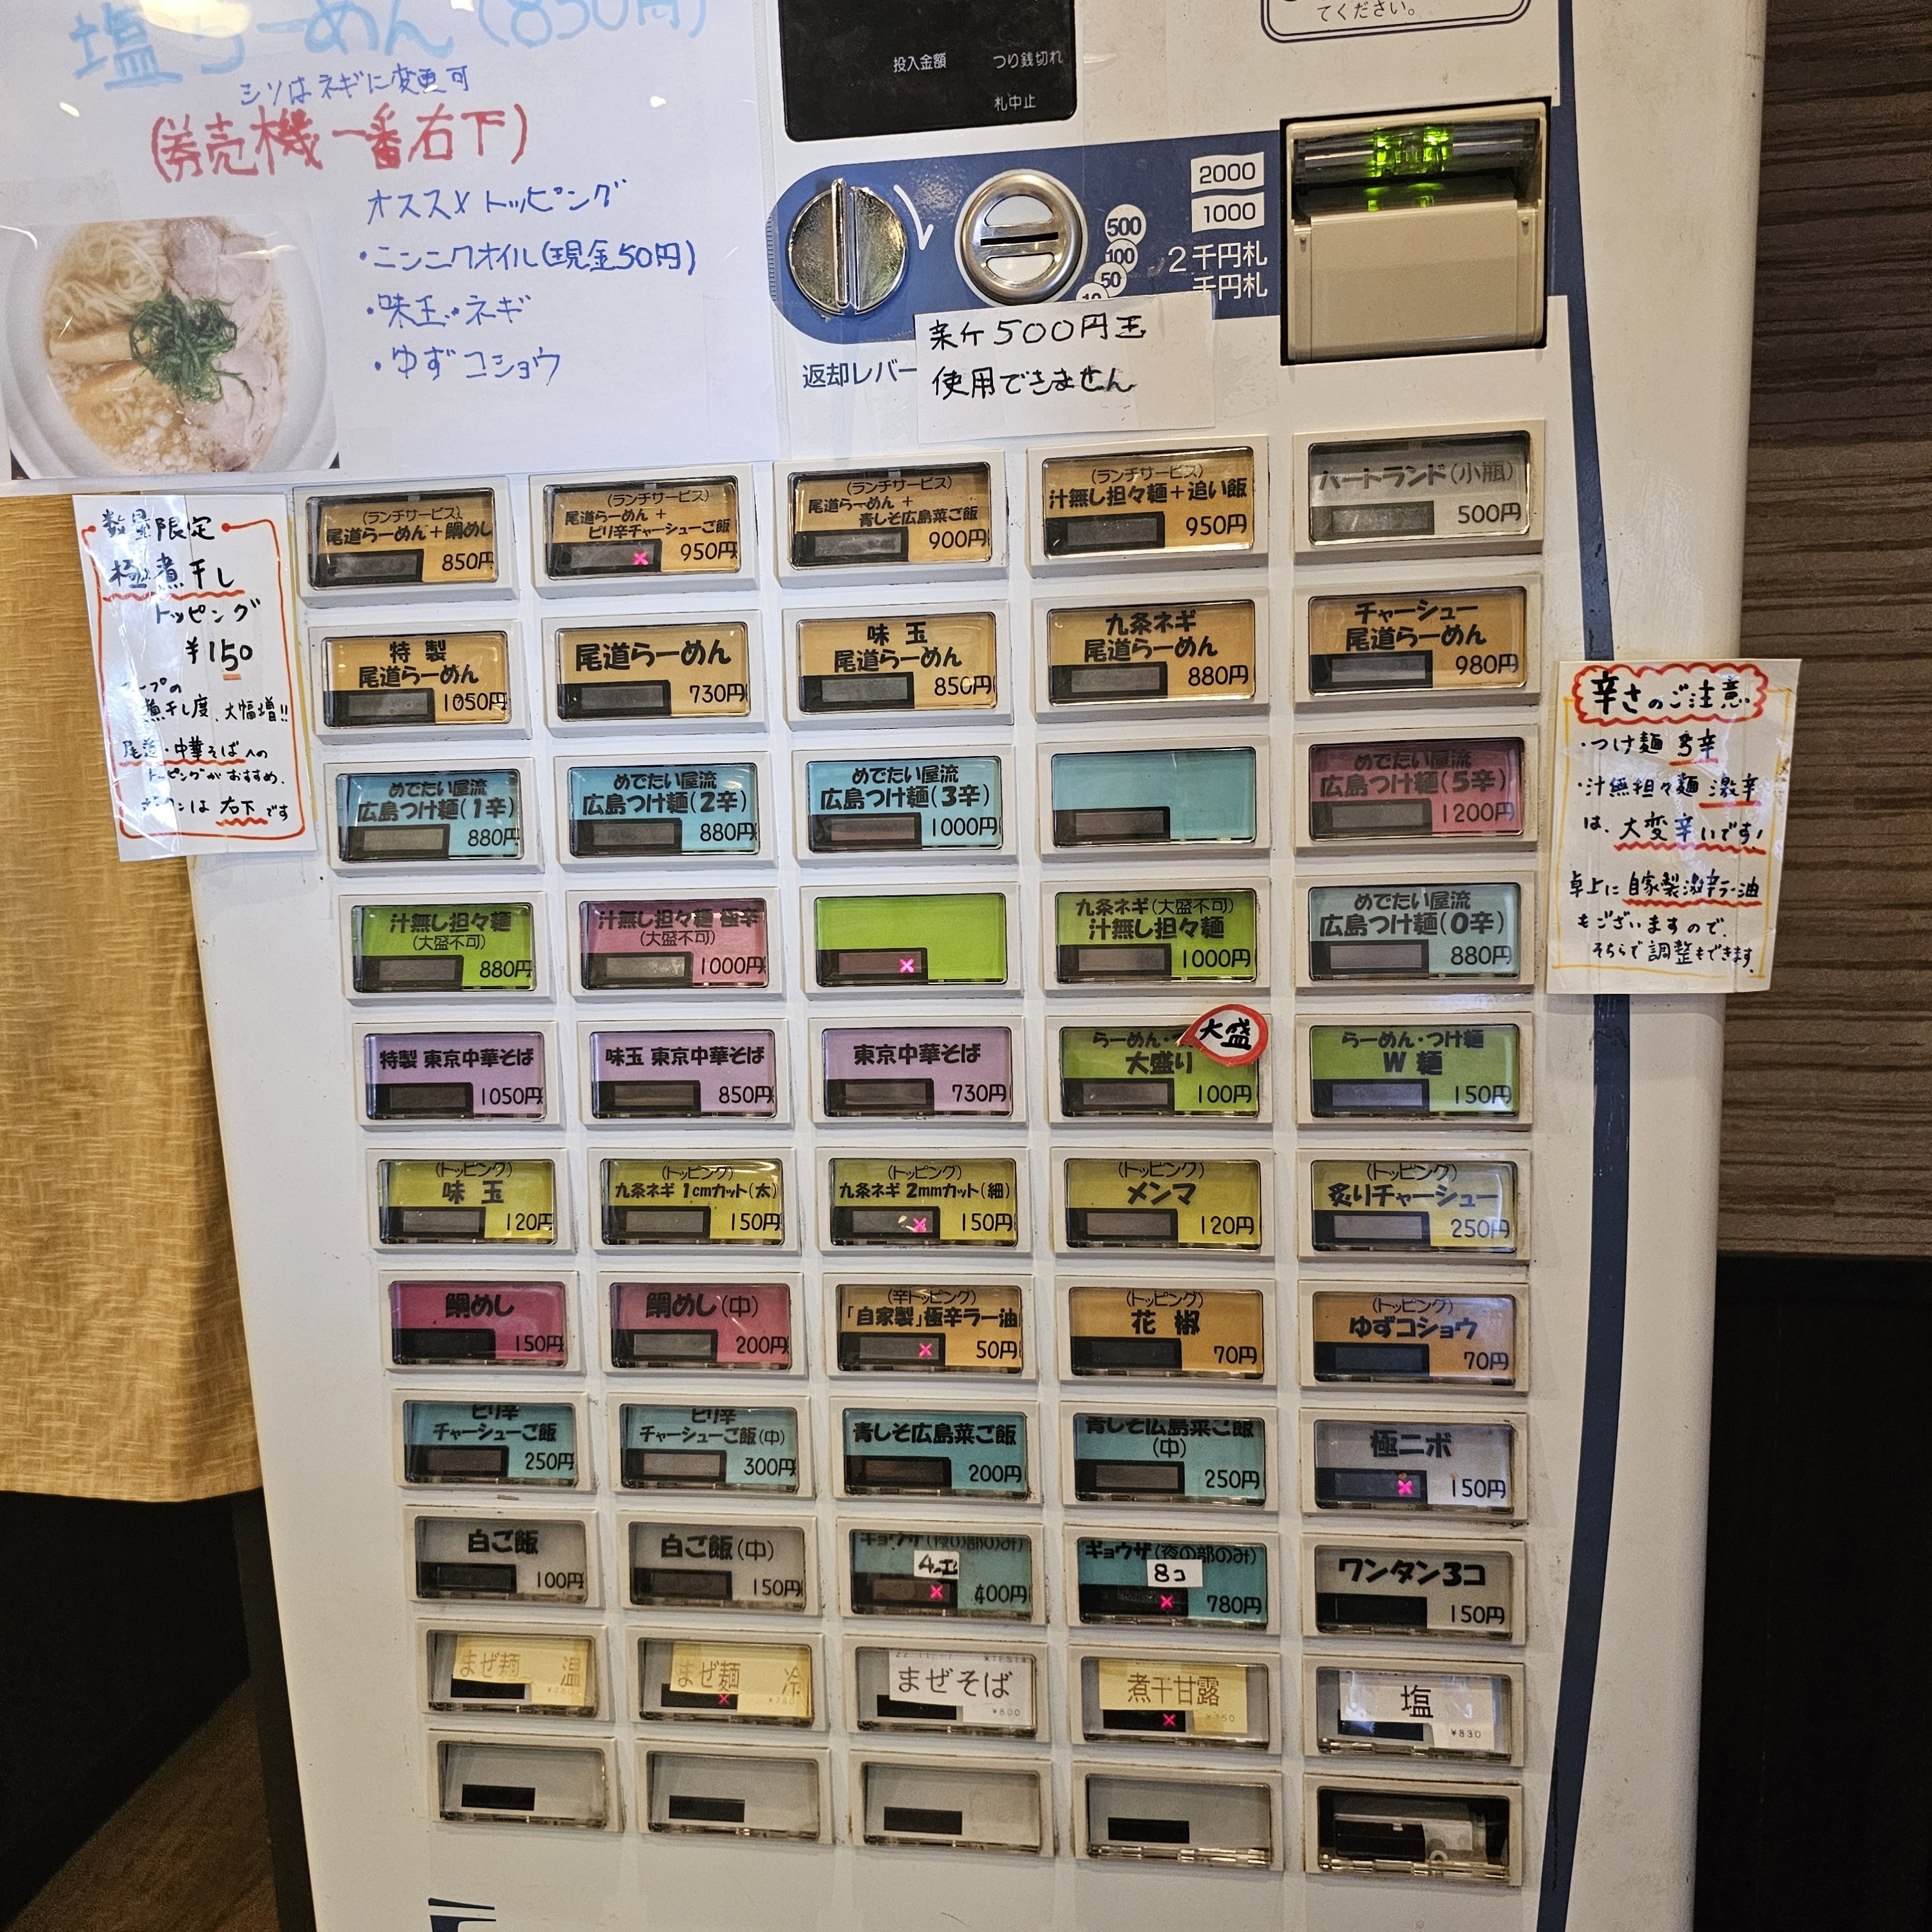 塩らーめん(830円)
シソはネギに変更可
(券売機一番右下)
オススメトッピング
・ニンニクオイル(現金50円)
・味玉・ネギ
・ゆずコショウ
てください。
投入金額 つり銭切れ
札中止
2000
1000
500
100
50
10
2千円札
千円札
返却レバー
新500円玉
使用できません
数量限定
極煮干し
トッピング
¥150
煮干し度、大幅増!!
尾道・中華そばへの
トッピングがおすすめ。
ボタンは右下です
辛さのご注意
・つけ麺 5辛
・汁無担々麺 激辛
は、大変辛いです!
卓上に自家製激辛ラー油
もございますので、
そちらで調整もできます。
(ランチサービス)
尾道らーめん+鯛めし
850円
(ランチサービス)
尾道らーめん+
ピリ辛チャーシューご飯
950円
(ランチサービス)
尾道らーめん+
青しそ広島菜ご飯
900円
(ランチサービス)
汁無し担々麺+追い飯
950円
ハートランド(小瓶)
500円
特製
尾道らーめん
1050円
尾道らーめん
730円
味玉
尾道らーめん
850円
九条ネギ
尾道らーめん
880円
チャーシュー
尾道らーめん
980円
めでたい屋流
広島つけ麺(1辛)
880円
めでたい屋流
広島つけ麺(2辛)
880円
めでたい屋流
広島つけ麺(3辛)
1000円
めでたい屋流
広島つけ麺(5辛)
1200円
汁無し担々麺
(大盛不可)
880円
汁無し担々麺 極辛
(大盛不可)
1000円
九条ネギ(大盛不可)
汁無し担々麺
1000円
めでたい屋流
広島つけ麺(0辛)
880円
特製 東京中華そば
1050円
味玉 東京中華そば
850円
東京中華そば
730円
らーめん・
大盛り
大盛
100円
らーめん・つけ麺
W 麺
150円
(トッピング)
味玉
120円
(トッピング)
九条ネギ 1cmカット(太)
150円
(トッピング)
九条ネギ 2mmカット(細)
150円
(トッピング)
メンマ
120円
(トッピング)
炙りチャーシュー
250円
鯛めし
150円
鯛めし(中)
200円
(辛トッピング)
「自家製」極辛ラー油
50円
(トッピング)
花椒
70円
(トッピング)
ゆずコショウ
70円
ピリ辛
チャーシューご飯
250円
ピリ辛
チャーシューご飯(中)
300円
青しそ広島菜ご飯
200円
青しそ広島菜ご飯
(中)
250円
極ニボ
150円
白ご飯
100円
白ご飯(中)
150円
ギョウザ(夜の部のみ)
4コ
400円
ギョウザ(夜の部のみ)
8コ
780円
ワンタン3コ
150円
まぜ麺 温
まぜ麺 冷
まぜそば
¥800
煮干甘露
塩
¥830